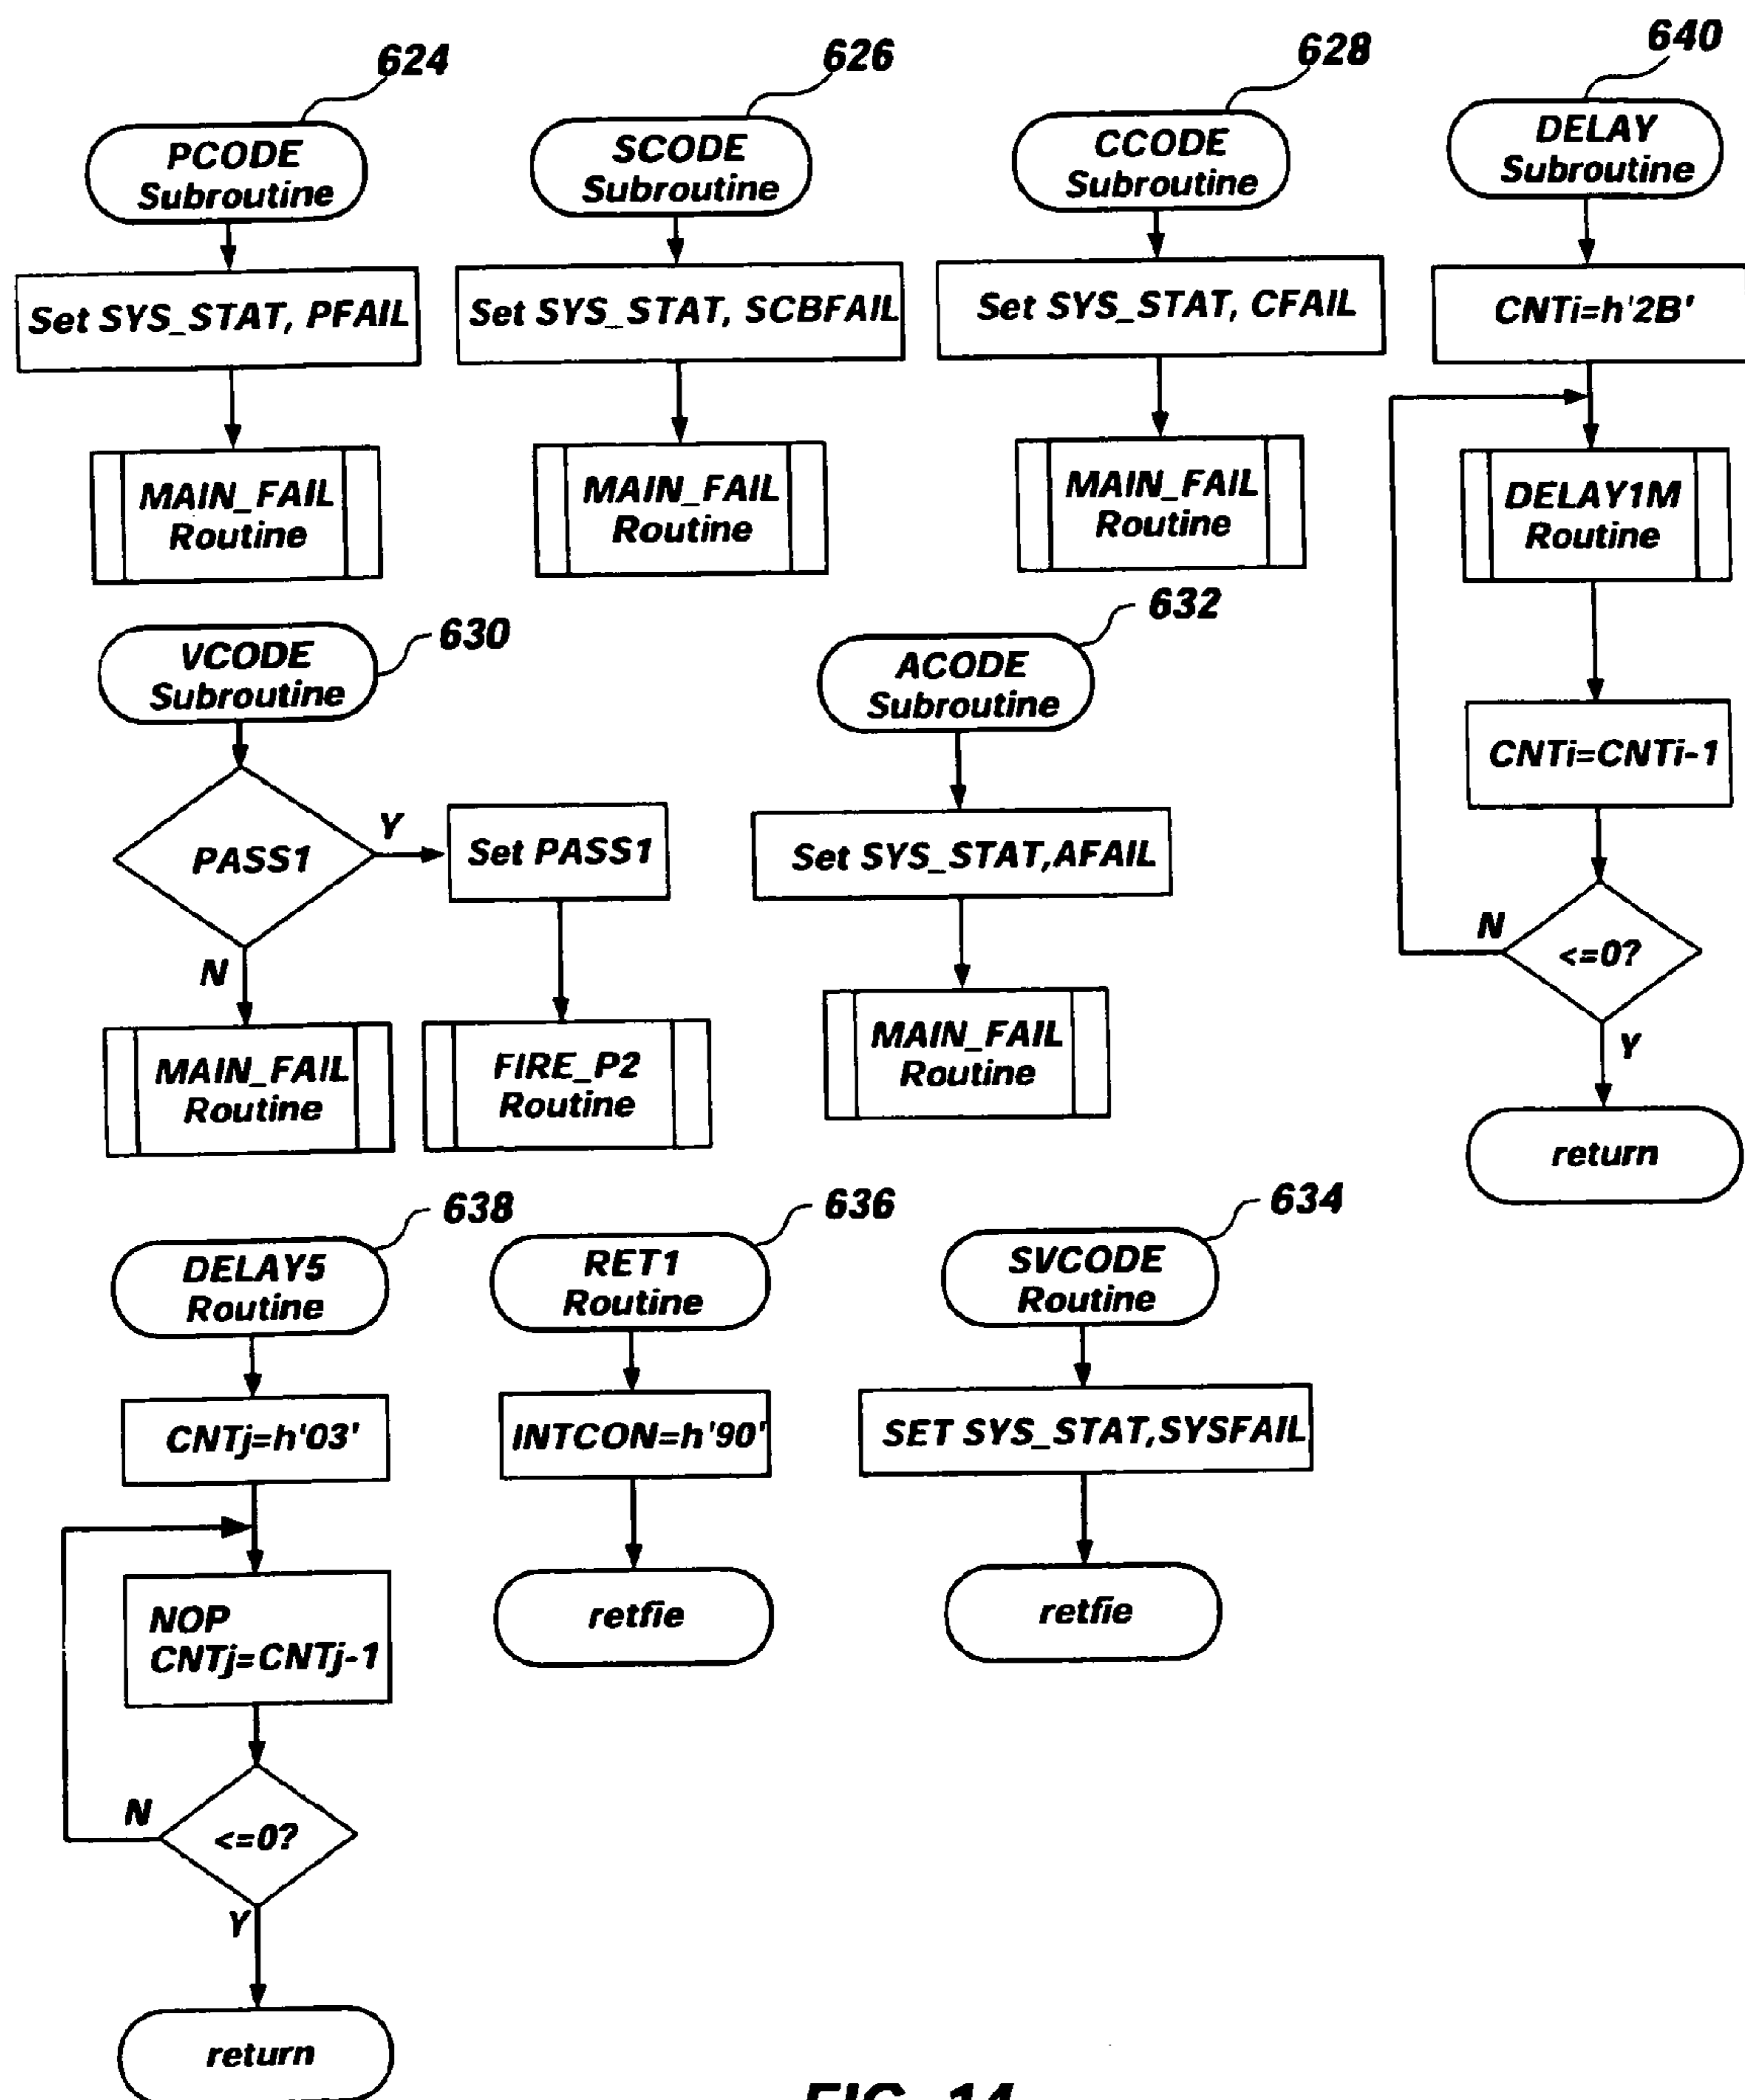 624
PCODE
Subroutine
Set SYS_STAT, PFAIL
MAIN_FAIL
Routine
626
SCODE
Subroutine
Set SYS_STAT, SCBFAIL
MAIN_FAIL
Routine
628
CCODE
Subroutine
Set SYS_STAT, CFAIL
MAIN_FAIL
Routine
640
DELAY
Subroutine
CNTi=h'2B'
DELAY1M
Routine
CNTi=CNTi-1
N
<=0?
Y
return
630
VCODE
Subroutine
PASS1
Y
Set PASS1
N
MAIN_FAIL
Routine
FIRE_P2
Routine
632
ACODE
Subroutine
Set SYS_STAT,AFAIL
MAIN_FAIL
Routine
638
DELAY5
Routine
CNTj=h'03'
NOP
CNTj=CNTj-1
N
<=0?
Y
return
636
RET1
Routine
INTCON=h'90'
retfie
634
SVCODE
Routine
SET SYS_STAT,SYSFAIL
retfie
FIG. 14